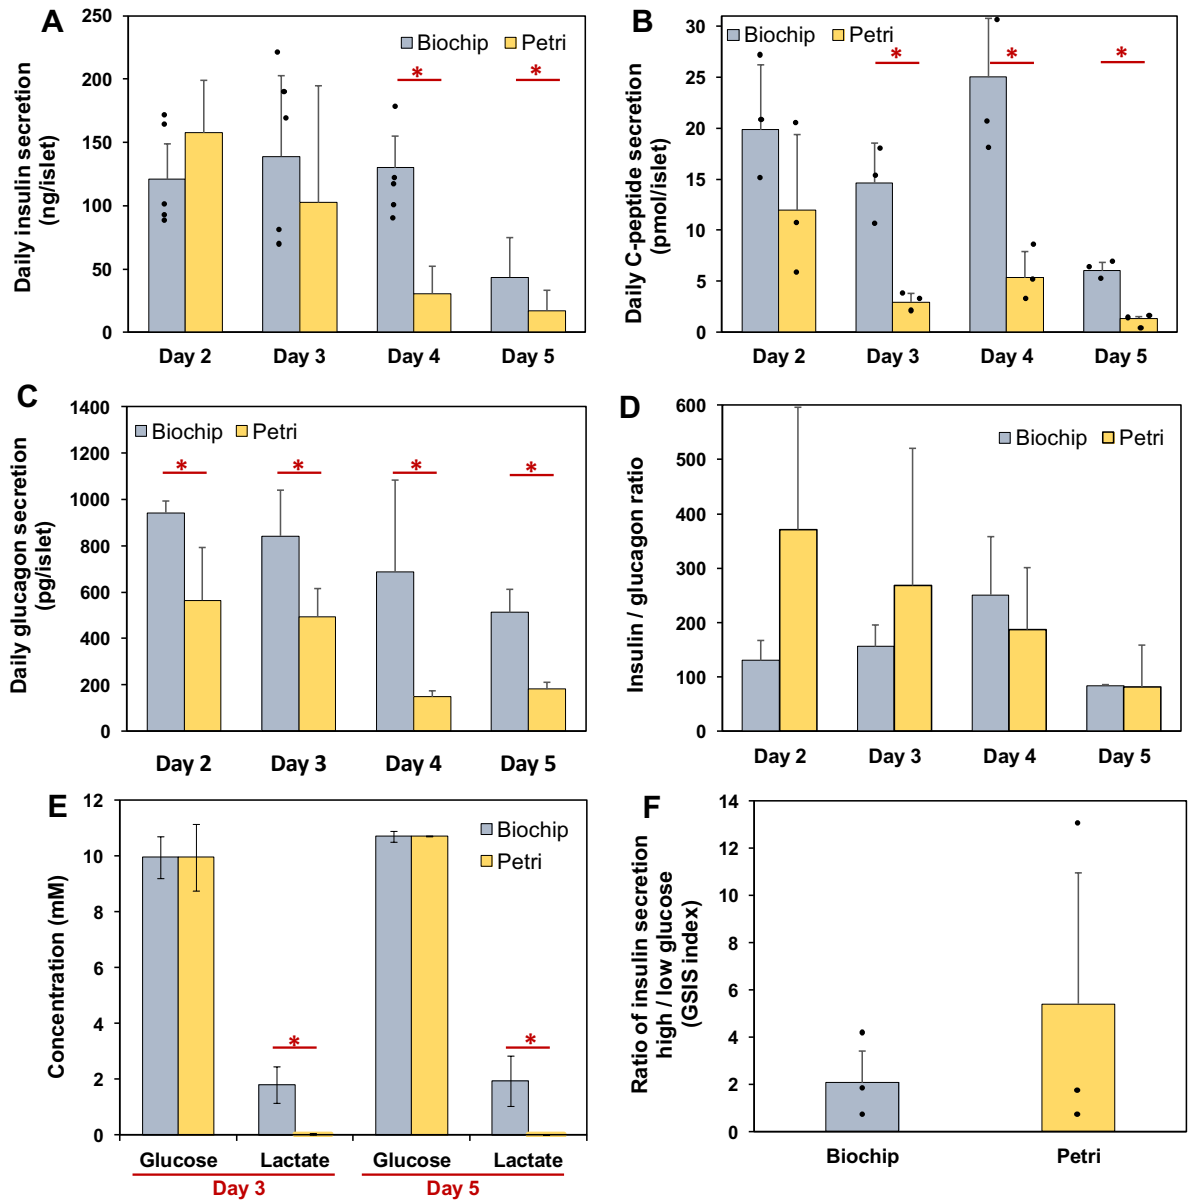 A
Daily insulin secretion
(ng/islet)
250
200
150
100
50
0
Biochip Petri
* *
Day 2 Day 3 Day 4 Day 5
B
Daily C-peptide secretion
(pmol/islet)
30
25
20
15
10
5
0
Biochip Petri
* * *
Day 2 Day 3 Day 4 Day 5
C
Daily glucagon secretion
(pg/islet)
1400
1200
1000
800
600
400
200
0
Biochip Petri
* * * *
Day 2 Day 3 Day 4 Day 5
D
Insulin / glucagon ratio
600
500
400
300
200
100
0
Biochip Petri
Day 2 Day 3 Day 4 Day 5
E
Concentration (mM)
12
10
8
6
4
2
0
Biochip
Petri
* *
Glucose Lactate Glucose Lactate
Day 3 Day 5
F
Ratio of insulin secretion
high / low glucose
(GSIS index)
14
12
10
8
6
4
2
0
Biochip Petri